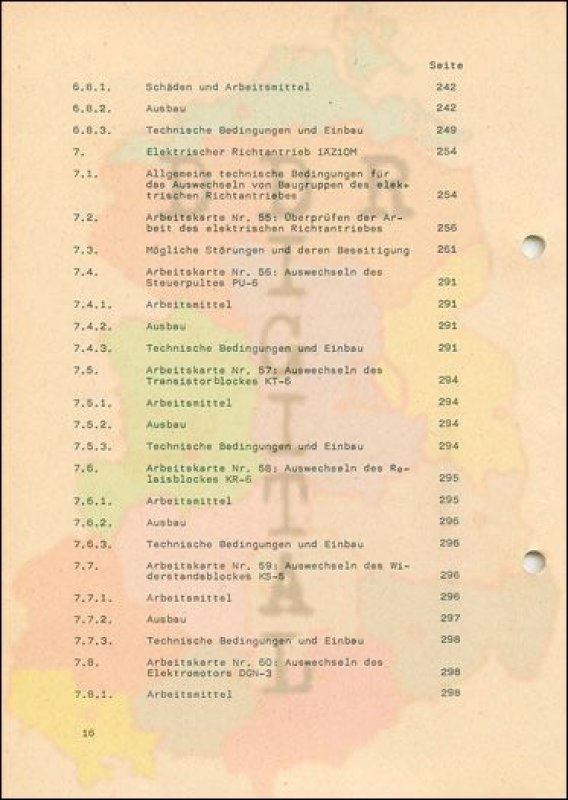 Seite
6.8.1. Schäden und Arbeitsmittel 242
6.8.2. Ausbau 242
6.8.3. Technische Bedingungen und Einbau 249
7. Elektrischer Richtantrieb 1ÄZ10M 254
7.1. Allgemeine technische Bedingungen für
das Auswechseln von Baugruppen des elek-
trischen Richtantriebes 254
7.2. Arbeitskarte Nr. 55: Überprüfen der Ar-
beit des elektrischen Richtantriebes 256
7.3. Mögliche Störungen und deren Beseitigung 261
7.4. Arbeitskarte Nr. 56: Auswechseln des
Steuerpultes PU-6 291
7.4.1. Arbeitsmittel 291
7.4.2. Ausbau 291
7.4.3. Technische Bedingungen und Einbau 291
7.5. Arbeitskarte Nr. 57: Auswechseln des
Transistorblockes KT-6 294
7.5.1. Arbeitsmittel 294
7.5.2. Ausbau 294
7.5.3. Technische Bedingungen und Einbau 294
7.6. Arbeitskarte Nr. 58: Auswechseln des Re-
laisblockes KR-6 295
7.6.1. Arbeitsmittel 295
7.6.2. Ausbau 296
7.6.3. Technische Bedingungen und Einbau 296
7.7. Arbeitskarte Nr. 59: Auswechseln des Wi-
derstandsblockes KS-6 296
7.7.1. Arbeitsmittel 296
7.7.2. Ausbau 297
7.7.3. Technische Bedingungen und Einbau 298
7.8. Arbeitskarte Nr. 60: Auswechseln des
Elektromotors DGN-3 298
7.8.1. Arbeitsmittel 298
16
DDR
DIGITAL